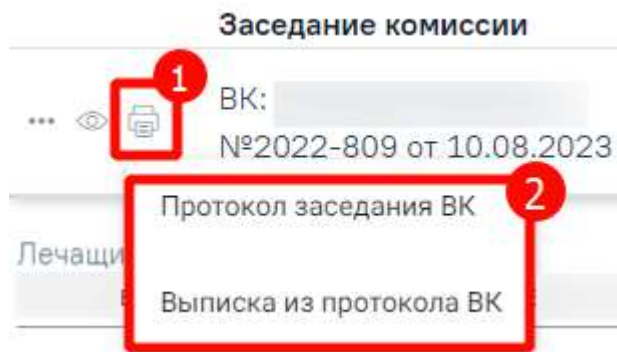 Заседание комиссии
1
ВК:
№2022-809 от 10.08.2023
2
Протокол заседания ВК
Лечащи
Выписка из протокола ВК